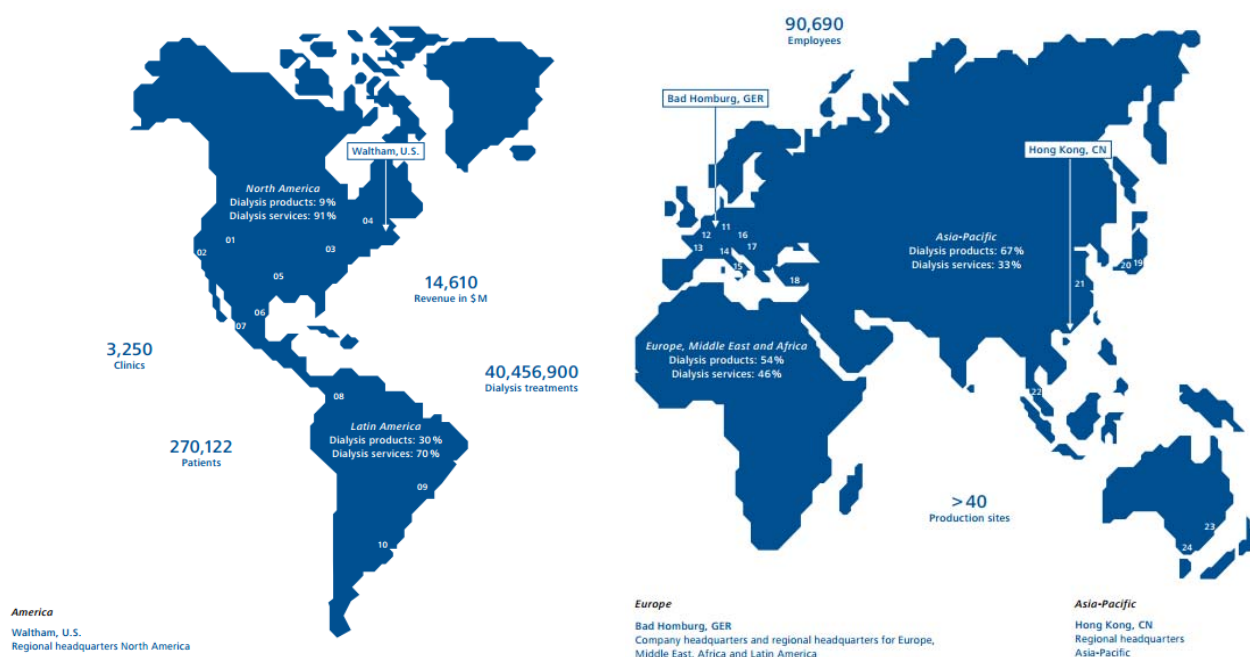 90,690
Employees
Bad Homburg, GER
Waltham, U.S.
Hong Kong, CN
North America
Dialysis products: 9%
Dialysis services: 91%
04
01
02
03
05
06
07
14,610
Revenue in $ M
3,250
Clinics
40,456,900
Dialysis treatments
08
Latin America
Dialysis products: 30%
Dialysis services: 70%
270,122
Patients
09
10
11
12
16
13
14
17
15
18
Asia-Pacific
Dialysis products: 67%
Dialysis services: 33%
20
19
21
Europe, Middle East and Africa
Dialysis products: 54%
Dialysis services: 46%
22
>40
Production sites
23
24
America
Waltham, U.S.
Regional headquarters North America
Europe
Bad Homburg, GER
Company headquarters and regional headquarters for Europe,
Middle East, Africa and Latin America
Asia-Pacific
Hong Kong, CN
Regional headquarters
Asia-Pacific